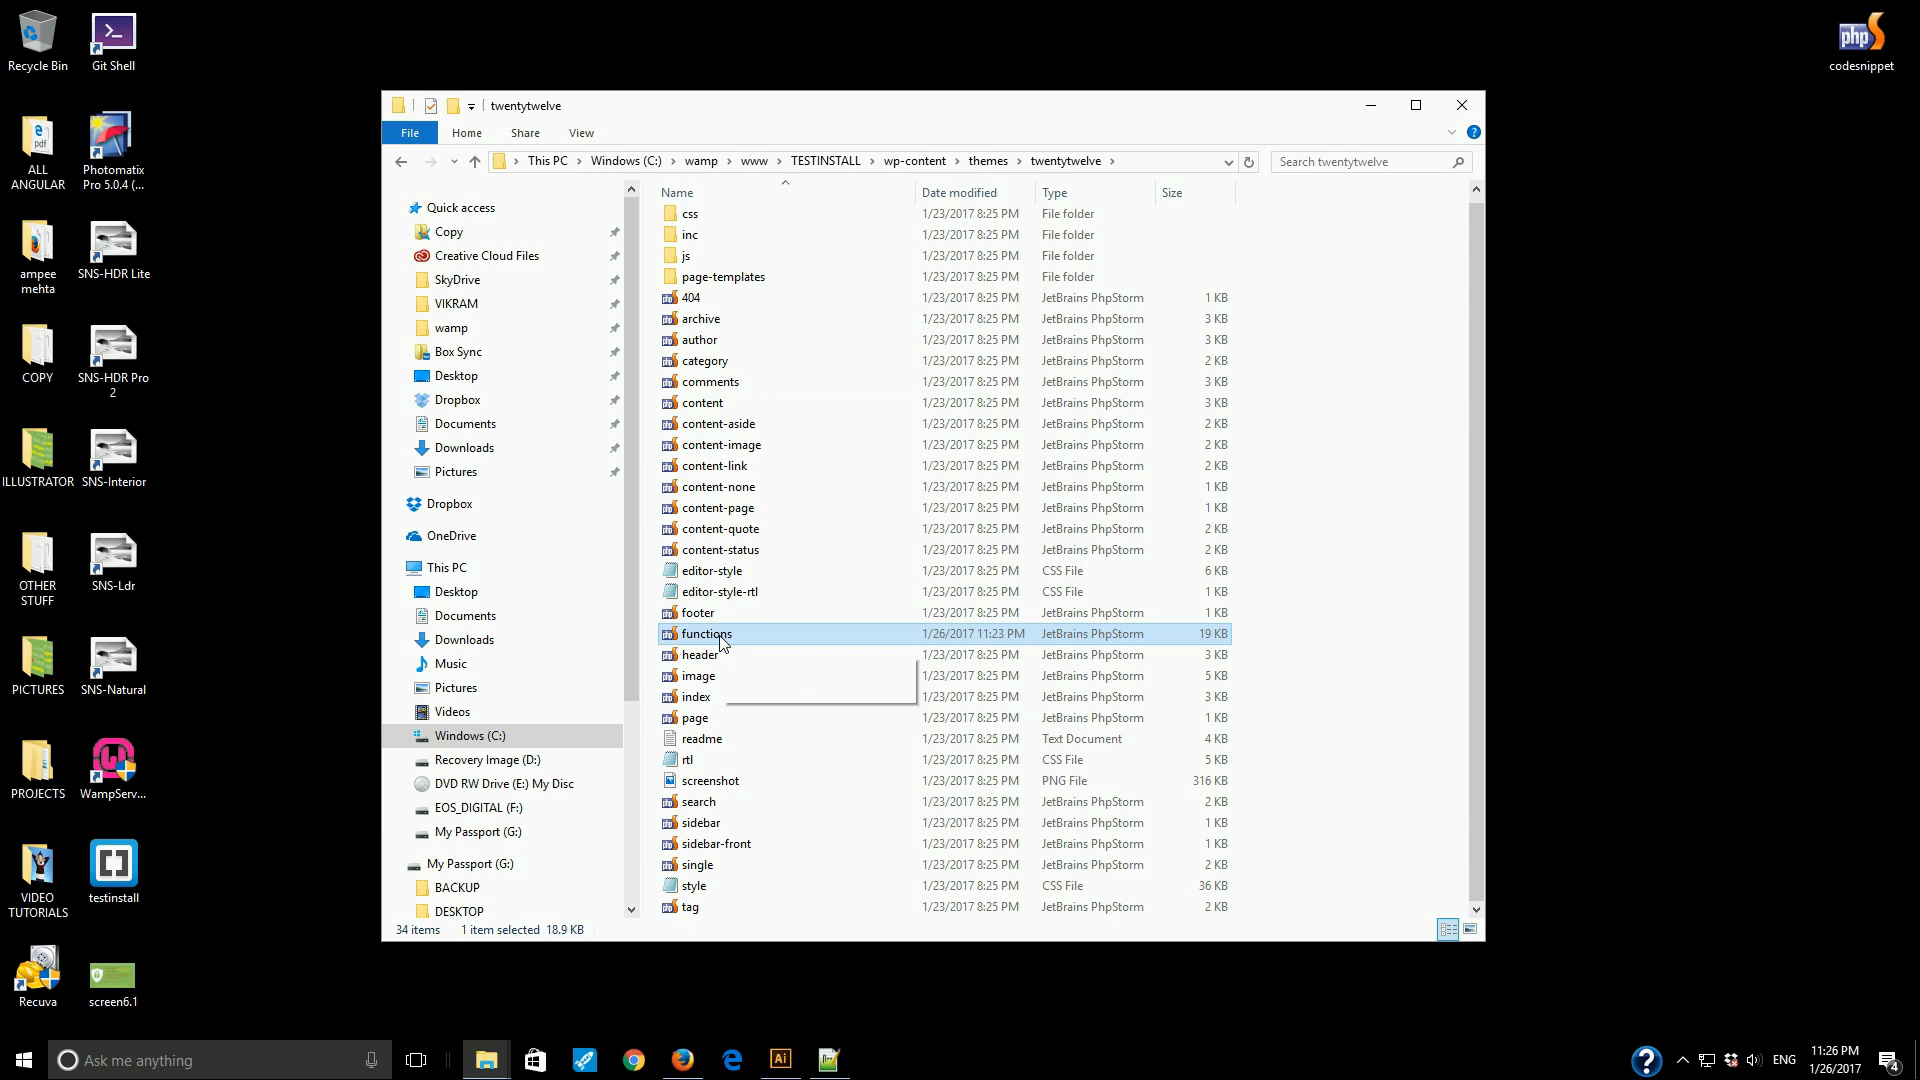 Recycle Bin
Git Shell
ALL ANGULAR
Photomatix Pro 5.0.4 (...
ampee mehta
SNS-HDR Lite
COPY
SNS-HDR Pro 2
ILLUSTRATOR
SNS-Interior
OTHER STUFF
SNS-Ldr
PICTURES
SNS-Natural
PROJECTS
WampServ...
VIDEO TUTORIALS
testinstall
Recuva
screen6.1
php
codesnippet
twentytwelve
File Home Share View
This PC > Windows (C:) > wamp > www > TESTINSTALL > wp-content > themes > twentytwelve >
Search twentytwelve
Quick access
Copy
Creative Cloud Files
SkyDrive
VIKRAM
wamp
Box Sync
Desktop
Dropbox
Documents
Downloads
Pictures
Dropbox
OneDrive
This PC
Desktop
Documents
Downloads
Music
Pictures
Videos
Windows (C:)
Recovery Image (D:)
DVD RW Drive (E:) My Disc
EOS_DIGITAL (F:)
My Passport (G:)
My Passport (G:)
BACKUP
DESKTOP
Name Date modified Type Size
css 1/23/2017 8:25 PM File folder
inc 1/23/2017 8:25 PM File folder
js 1/23/2017 8:25 PM File folder
page-templates 1/23/2017 8:25 PM File folder
404 1/23/2017 8:25 PM JetBrains PhpStorm 1 KB
archive 1/23/2017 8:25 PM JetBrains PhpStorm 3 KB
author 1/23/2017 8:25 PM JetBrains PhpStorm 3 KB
category 1/23/2017 8:25 PM JetBrains PhpStorm 2 KB
comments 1/23/2017 8:25 PM JetBrains PhpStorm 3 KB
content 1/23/2017 8:25 PM JetBrains PhpStorm 3 KB
content-aside 1/23/2017 8:25 PM JetBrains PhpStorm 2 KB
content-image 1/23/2017 8:25 PM JetBrains PhpStorm 2 KB
content-link 1/23/2017 8:25 PM JetBrains PhpStorm 2 KB
content-none 1/23/2017 8:25 PM JetBrains PhpStorm 1 KB
content-page 1/23/2017 8:25 PM JetBrains PhpStorm 1 KB
content-quote 1/23/2017 8:25 PM JetBrains PhpStorm 2 KB
content-status 1/23/2017 8:25 PM JetBrains PhpStorm 2 KB
editor-style 1/23/2017 8:25 PM CSS File 6 KB
editor-style-rtl 1/23/2017 8:25 PM CSS File 1 KB
footer 1/23/2017 8:25 PM JetBrains PhpStorm 1 KB
functions 1/26/2017 11:23 PM JetBrains PhpStorm 19 KB
header 1/23/2017 8:25 PM JetBrains PhpStorm 3 KB
image 1/23/2017 8:25 PM JetBrains PhpStorm 5 KB
index 1/23/2017 8:25 PM JetBrains PhpStorm 3 KB
page 1/23/2017 8:25 PM JetBrains PhpStorm 1 KB
readme 1/23/2017 8:25 PM Text Document 4 KB
rtl 1/23/2017 8:25 PM CSS File 5 KB
screenshot 1/23/2017 8:25 PM PNG File 316 KB
search 1/23/2017 8:25 PM JetBrains PhpStorm 2 KB
sidebar 1/23/2017 8:25 PM JetBrains PhpStorm 1 KB
sidebar-front 1/23/2017 8:25 PM JetBrains PhpStorm 1 KB
single 1/23/2017 8:25 PM JetBrains PhpStorm 2 KB
style 1/23/2017 8:25 PM CSS File 36 KB
tag 1/23/2017 8:25 PM JetBrains PhpStorm 2 KB
34 items 1 item selected 18.9 KB
Ask me anything
Ai
ENG
11:26 PM
1/26/2017
4